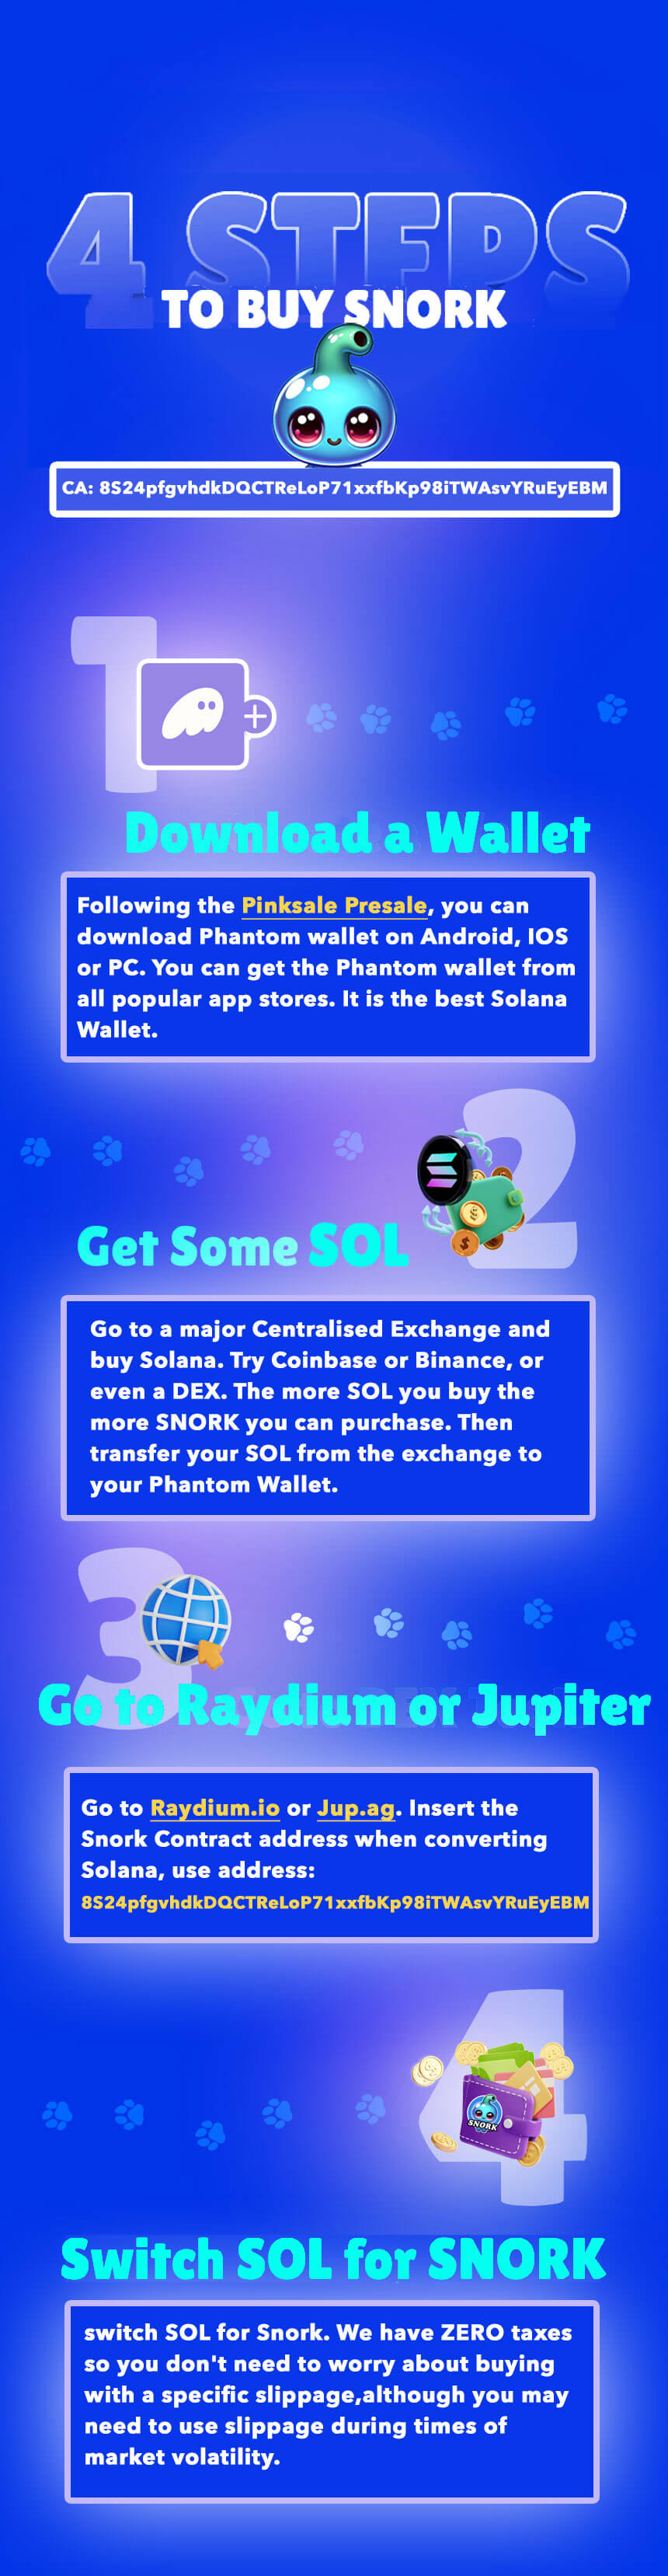 4 STEPS
TO BUY SNORK
CA: 8S24pfgvhdkDQCTReLoP71xxfbKp98iTWAsvYRuEyEBM
1
Download a Wallet
Following the Pinksale Presale, you can
download Phantom wallet on Android, IOS
or PC. You can get the Phantom wallet from
all popular app stores. It is the best Solana
Wallet.
2
Get Some SOL
Go to a major Centralised Exchange and
buy Solana. Try Coinbase or Binance, or
even a DEX. The more SOL you buy the
more SNORK you can purchase. Then
transfer your SOL from the exchange to
your Phantom Wallet.
3
Go to Raydium or Jupiter
Go to Raydium.io or Jup.ag. Insert the
Snork Contract address when converting
Solana, use address:
8S24pfgvhdkDQCTReLoP71xxfbKp98iTWAsvYRuEyEBM
4
SNORK
Switch SOL for SNORK
switch SOL for Snork. We have ZERO taxes
so you don't need to worry about buying
with a specific slippage,although you may
need to use slippage during times of
market volatility.